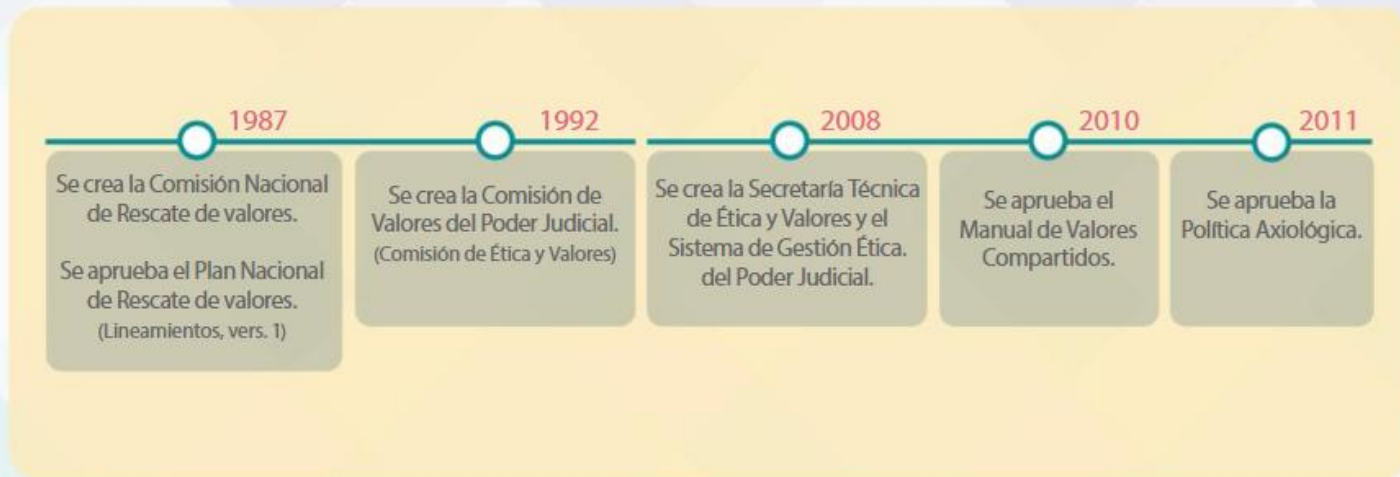 1987
Se crea la Comisión Nacional
de Rescate de valores.
Se aprueba el Plan Nacional
de Rescate de valores.
(Lineamientos, vers. 1)
1992
Se crea la Comisión de
Valores del Poder Judicial.
(Comisión de Ética y Valores)
2008
Se crea la Secretaría Técnica
de Ética y Valores y el
Sistema de Gestión Ética.
del Poder Judicial.
2010
Se aprueba el
Manual de Valores
Compartidos.
2011
Se aprueba la
Política Axiológica.